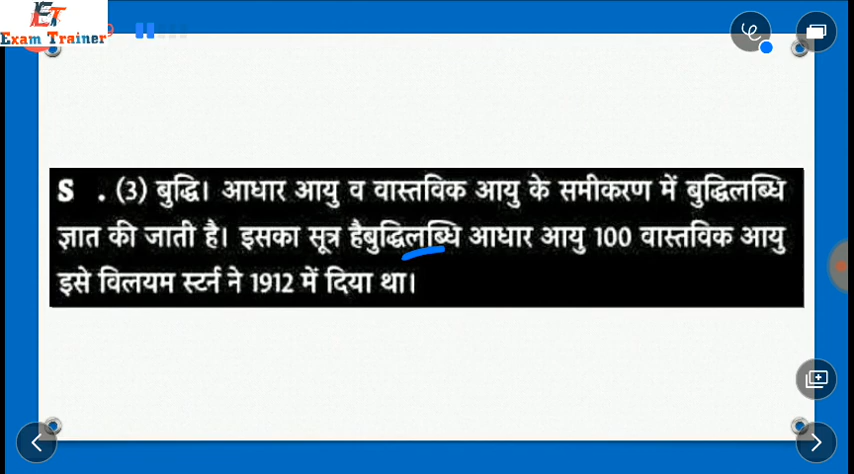 ET
Exam Trainer
S . (3) बुद्धि। आधार आयु व वास्तविक आयु के समीकरण में बुद्धिलब्धि
ज्ञात की जाती है। इसका सूत्र हैबुद्धिलब्धि आधार आयु 100 वास्तविक आयु
इसे विलयम स्टर्न ने 1912 में दिया था।